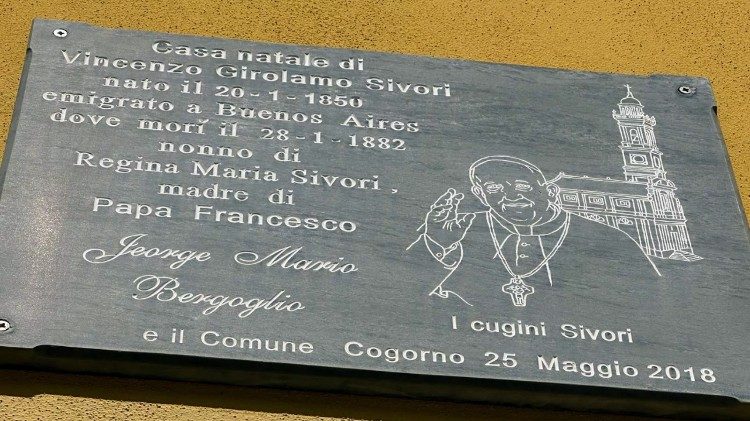 Casa natale di
Vincenzo Girolamo Sivori
nato il 20-1-1850
emigrato a Buenos Aires
dove morí il 28-1-1882
nonno di
Regina Maria Sivori,
madre di
Papa Francesco
Jeorge Mario
Bergoglio
I cugini Sivori
e il Comune Cogorno 25 Maggio 2018